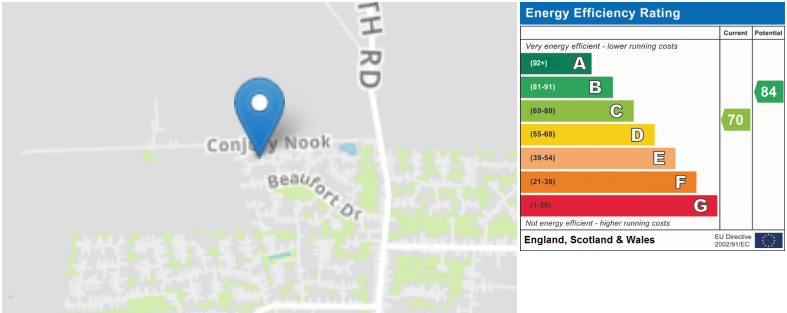 TH RD
Conjury Nook
Beaufort Dr
Energy Efficiency Rating
Current Potential
Very energy efficient - lower running costs
(92+) A
(81-91) B
84
(69-80) C
70
(55-68) D
(39-54) E
(21-38) F
(1-20) G
Not energy efficient - higher running costs
England, Scotland & Wales
EU Directive
2002/91/EC